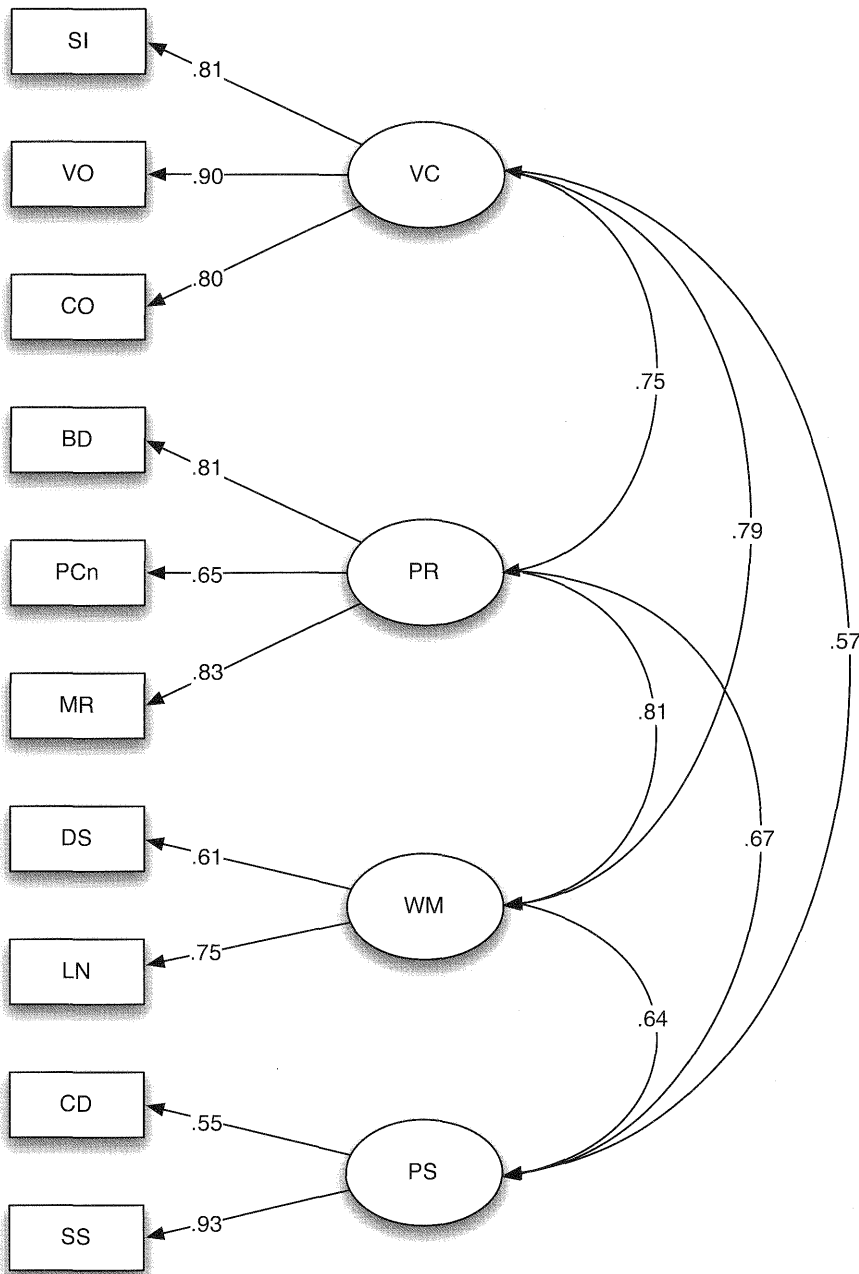 SI
.81
VO
.90
VC
CO
.80
.75
BD
.81
.79
PCn
.65
PR
.57
MR
.83
.81
DS
.61
.67
WM
LN
.75
.64
CD
.55
PS
SS
.93